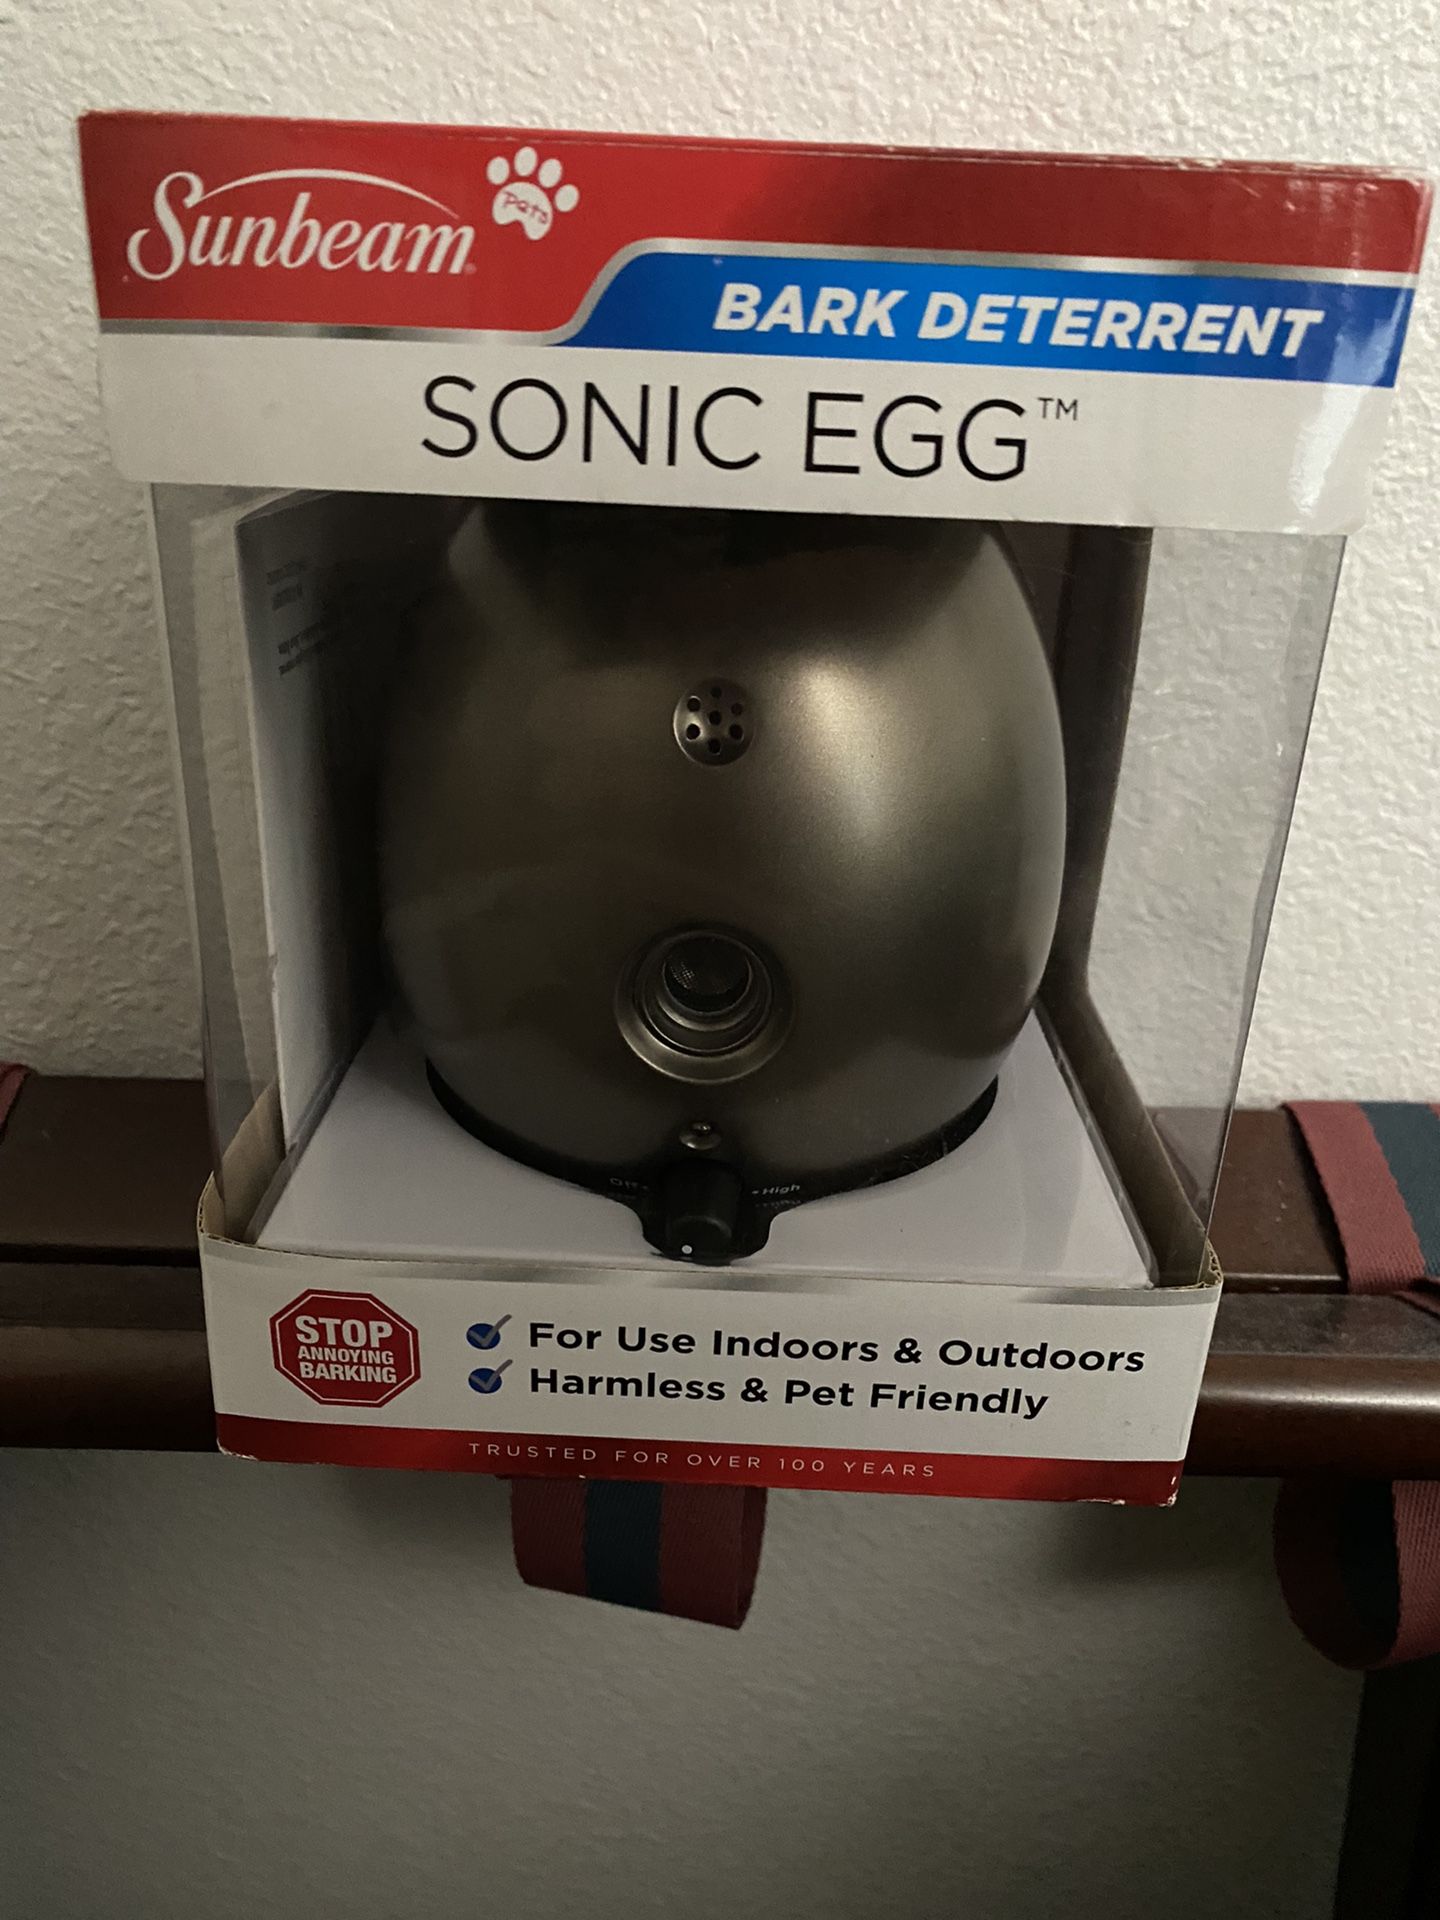 Sunbeam
Pets
BARK DETERRENT
SONIC EGG™
Off
High
STOP
ANNOYING
BARKING
For Use Indoors & Outdoors
Harmless & Pet Friendly
TRUSTED FOR OVER 100 YEARS